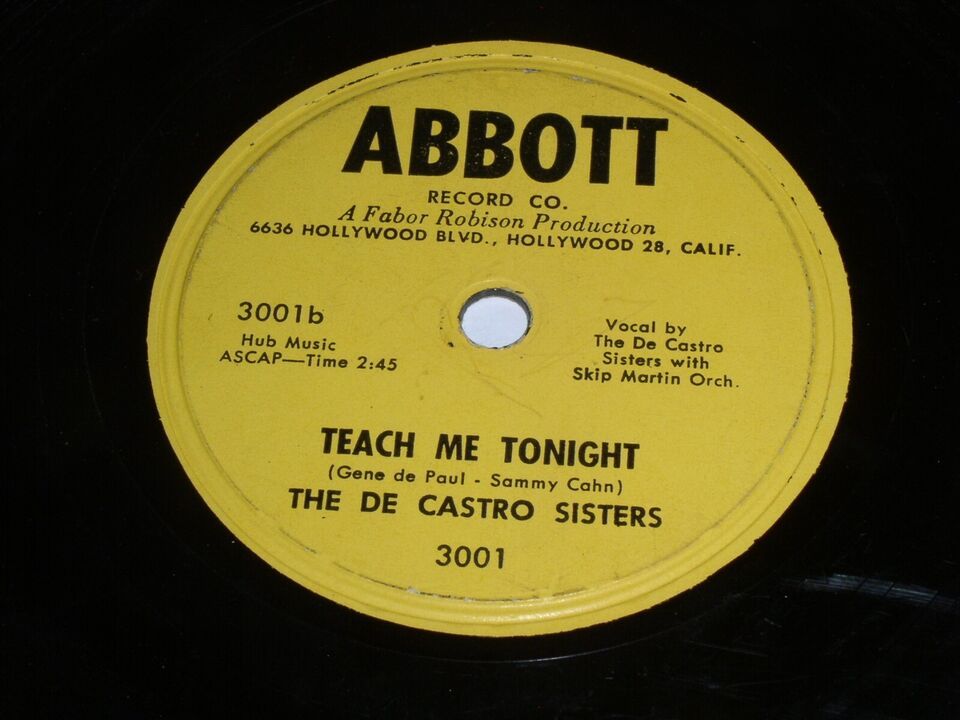 ABBOTT
RECORD CO.
A Fabor Robison Production
6636 HOLLYWOOD BLVD., HOLLYWOOD 28, CALIF.
3001b
Hub Music
ASCAP—Time 2:45
Vocal by
The De Castro
Sisters with
Skip Martin Orch.
TEACH ME TONIGHT
(Gene de Paul - Sammy Cahn)
THE DE CASTRO SISTERS
3001